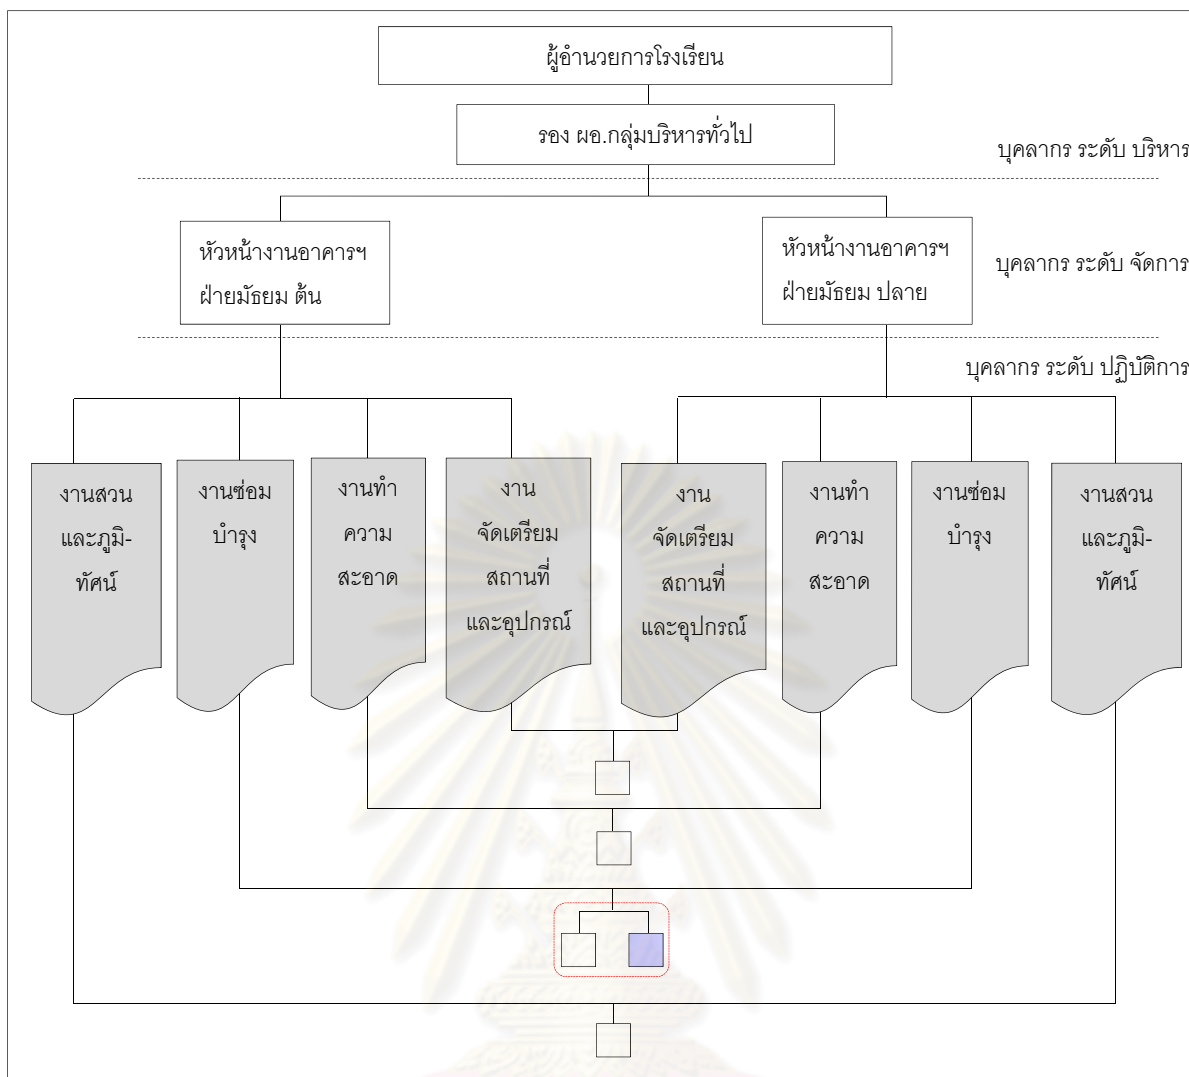 ผู้อำนวยการโรงเรียน
รอง ผอ.กลุ่มบริหารทั่วไป
บุคลากร ระดับ บริหาร
หัวหน้างานอาคารฯ
ฝ่ายมัธยม ต้น
หัวหน้างานอาคารฯ
ฝ่ายมัธยม ปลาย
บุคลากร ระดับ จัดการ
บุคลากร ระดับ ปฏิบัติการ
งานสวน
และภูมิ-
ทัศน์
งานซ่อม
บำรุง
งานทำ
ความ
สะอาด
งาน
จัดเตรียม
สถานที่
และอุปกรณ์
งาน
จัดเตรียม
สถานที่
และอุปกรณ์
งานทำ
ความ
สะอาด
งานซ่อม
บำรุง
งานสวน
และภูมิ-
ทัศน์